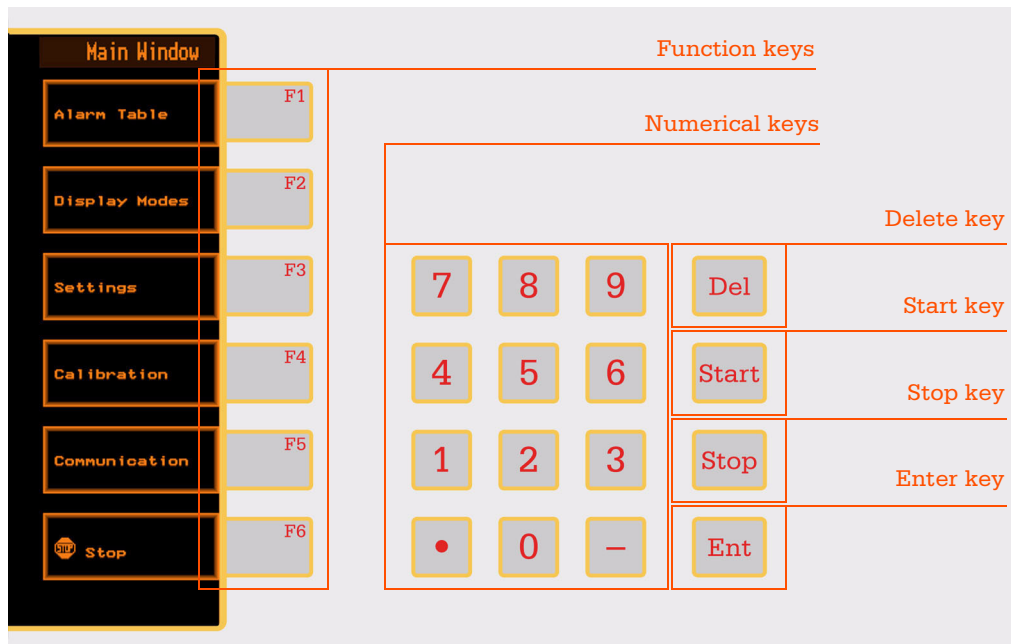 Main Window
Function keys
Alarm Table
F1
Numerical keys
Display Modes
F2
Delete key
Settings
F3
7 8 9 Del
Start key
Calibration
F4
4 5 6 Start
Stop key
Communication
F5
1 2 3 Stop
Enter key
STOP Stop
F6
• 0 – Ent